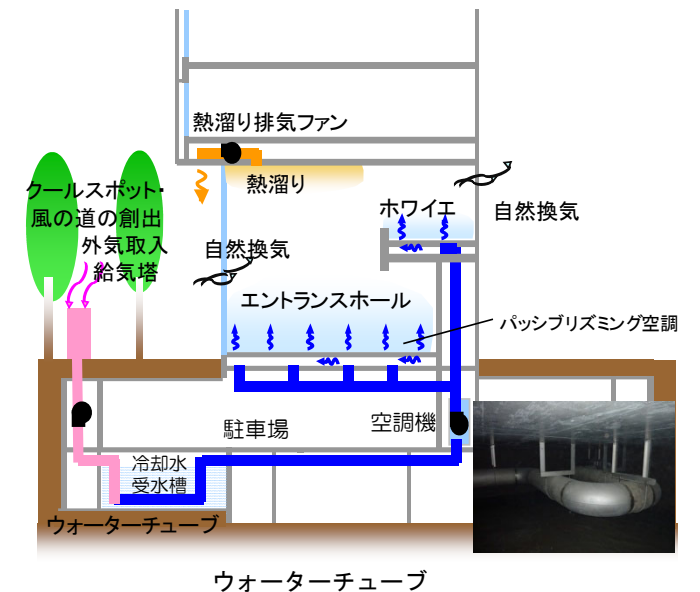 熱溜り排気ファン
熱溜り
クールスポット・
風の道の創出
外気取入
給気塔
ホワイエ
自然換気
自然換気
エントランスホール
パッシブリズミング空調
駐車場
空調機
冷却水
受水槽
ウォーターチューブ
ウォーターチューブ